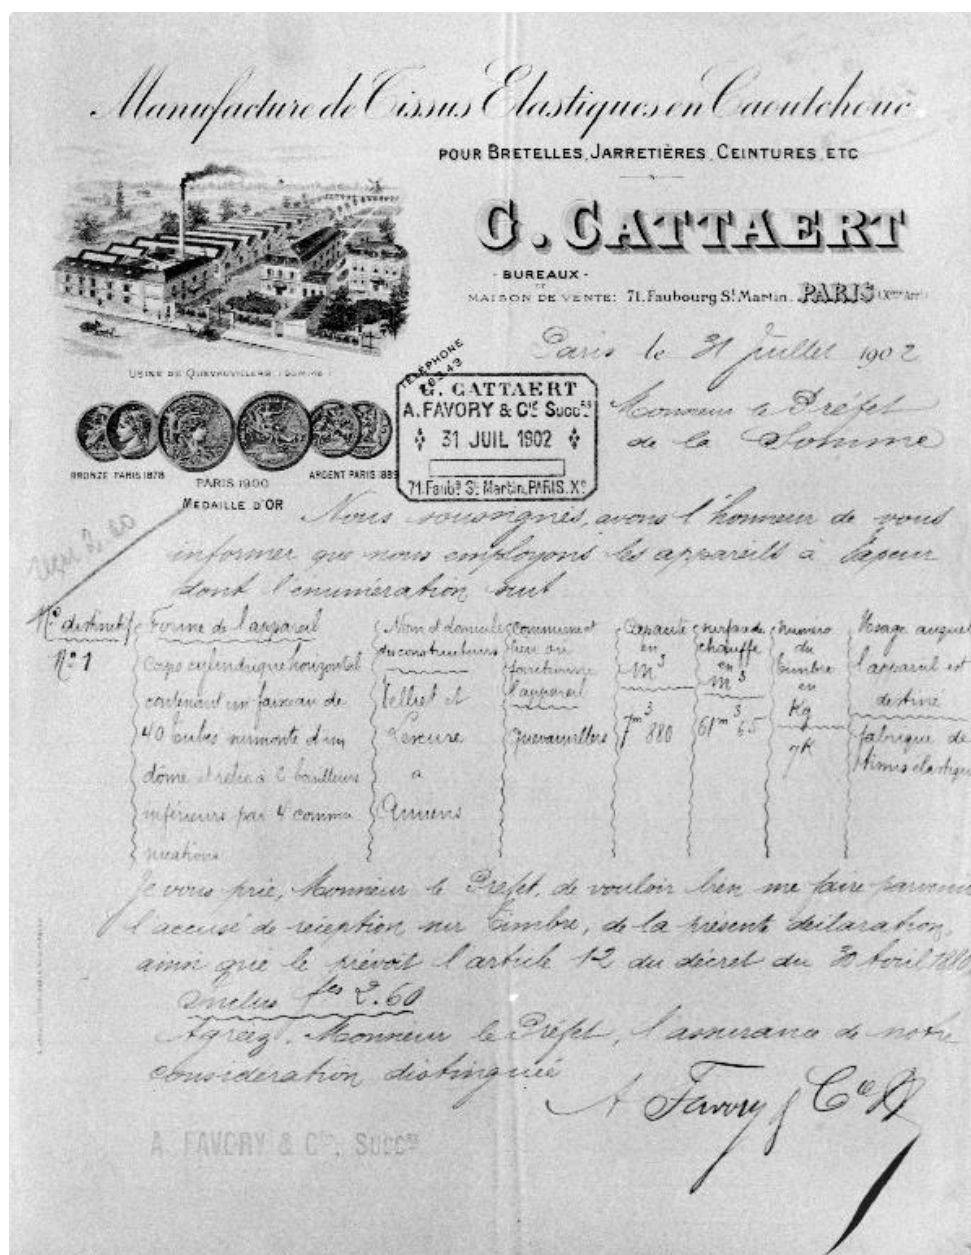 Manufacture de Tissus Elastiques en Caoutchouc
POUR BRETELLES, JARRETIÈRES, CEINTURES, ETC
G. CATTAERT
- BUREAUX -
ET
MAISON DE VENTE: 71, Faubourg St Martin. PARIS (Xème Arrt)
USINE DE QUEVAUVILLERS (SOMME)
Paris le 31 Juillet 1902
TÉLÉPHONE
G. CATTAERT
A. FAVORY & Cie Succrs
31 JUIL 1902
71, Faubg St Martin, PARIS. Xe
Monsieur le Préfet
de la Somme
BRONZE PARIS 1878
PARIS 1900
ARGENT PARIS 1889
MÉDAILLE D'OR
Reçu 2.60
Nous soussignés, avons l'honneur de vous
informer que nous employons les appareils à vapeur
dont l'énumération suit
No distinctif
No 1
Forme de l'appareil
Corps cylindrique horizontal
contenant un faisceau de
40 tubes surmonté d'un
dôme et relié à 2 bouilleurs
inférieurs par 4 commu
nications
Nom et domicile
du constructeur
Tellier et
a
Amiens
Commune et
lieu où
fonctionne
l'appareil
Quevauvillers
Capacité
en
m3
7m3 880
surface de
chauffe
en
m3
61m3 65
Numéro
du
timbre
en
Kg
7K
Usage auquel
l'appareil est
destiné
fabrique de
tissus elastique
Je vous prie, Monsieur le Préfet, de vouloir bien me faire parvenir
l'accusé de réception sur timbre, de la présente déclaration,
ainsi que le prévoit l'article 12 du décret du 30 Avril 1880
Inclus fcs 2.60
Agréez, Monsieur le Préfet, l'assurance de notre
considération distinguée
A Favory & Cie
A. FAVORY & Cie, Succrs